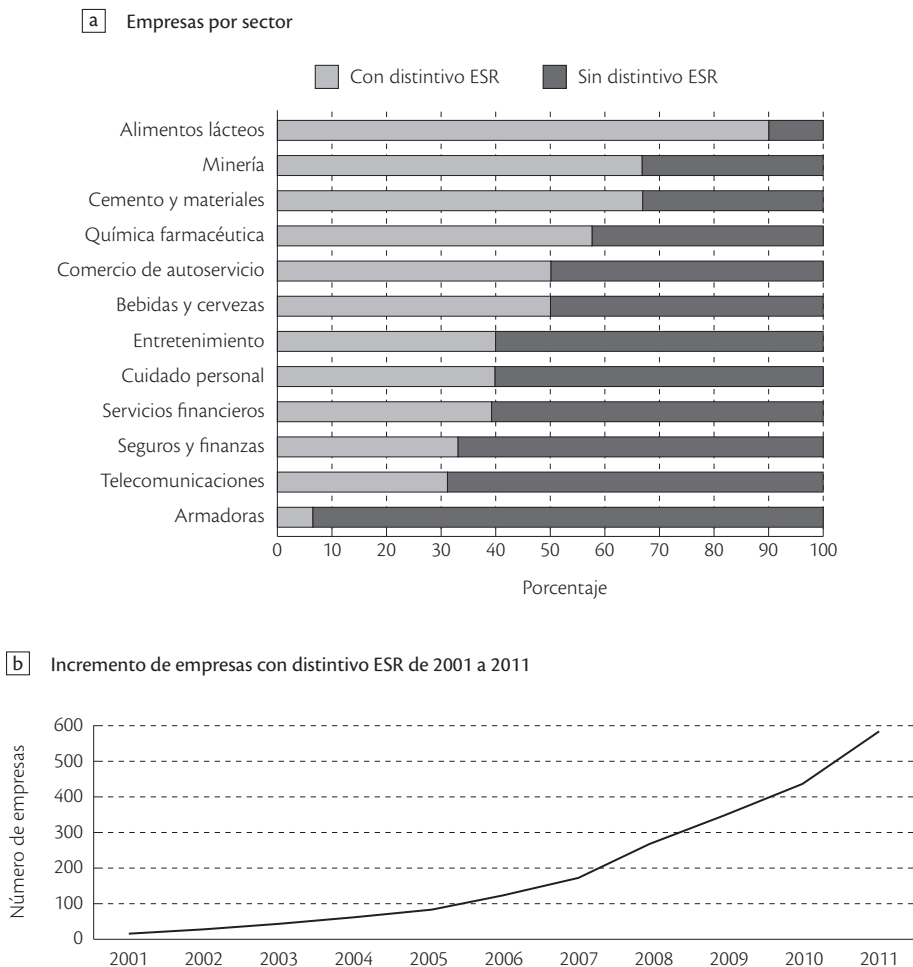 a Empresas por sector
Con distintivo ESR Sin distintivo ESR
Alimentos lácteos
Minería
Cemento y materiales
Química farmacéutica
Comercio de autoservicio
Bebidas y cervezas
Entretenimiento
Cuidado personal
Servicios financieros
Seguros y finanzas
Telecomunicaciones
Armadoras
0 10 20 30 40 50 60 70 80 90 100
Porcentaje
b Incremento de empresas con distintivo ESR de 2001 a 2011
Número de empresas
600
500
400
300
200
100
0
2001 2002 2003 2004 2005 2006 2007 2008 2009 2010 2011